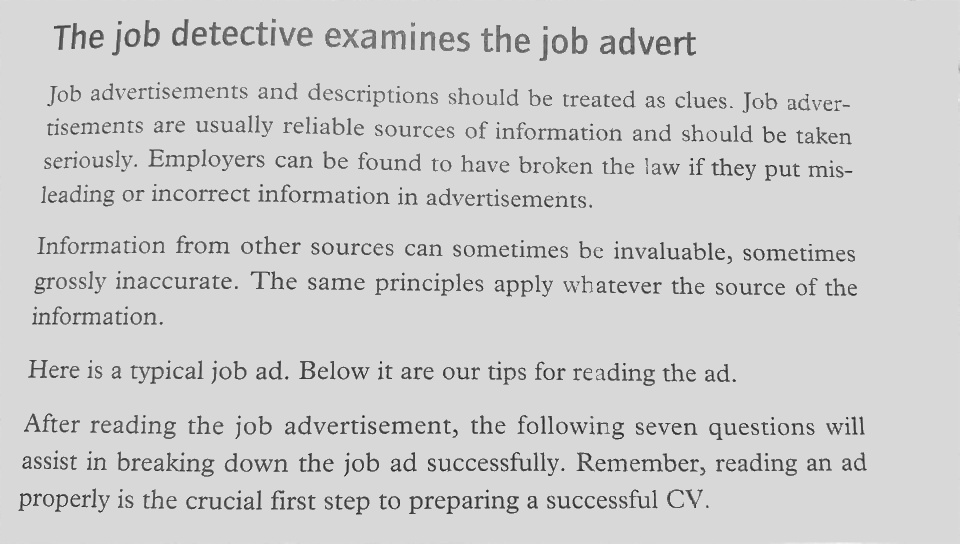 The job detective examines the job advert
Job advertisements and descriptions should be treated as clues. Job adver-
tisements are usually reliable sources of information and should be taken
seriously. Employers can be found to have broken the law if they put mis-
leading or incorrect information in advertisements.
Information from other sources can sometimes be invaluable, sometimes
grossly inaccurate. The same principles apply whatever the source of the
information.
Here is a typical job ad. Below it are our tips for reading the ad.
After reading the job advertisement, the following seven questions will
assist in breaking down the job ad successfully. Remember, reading an ad
properly is the crucial first step to preparing a successful CV.